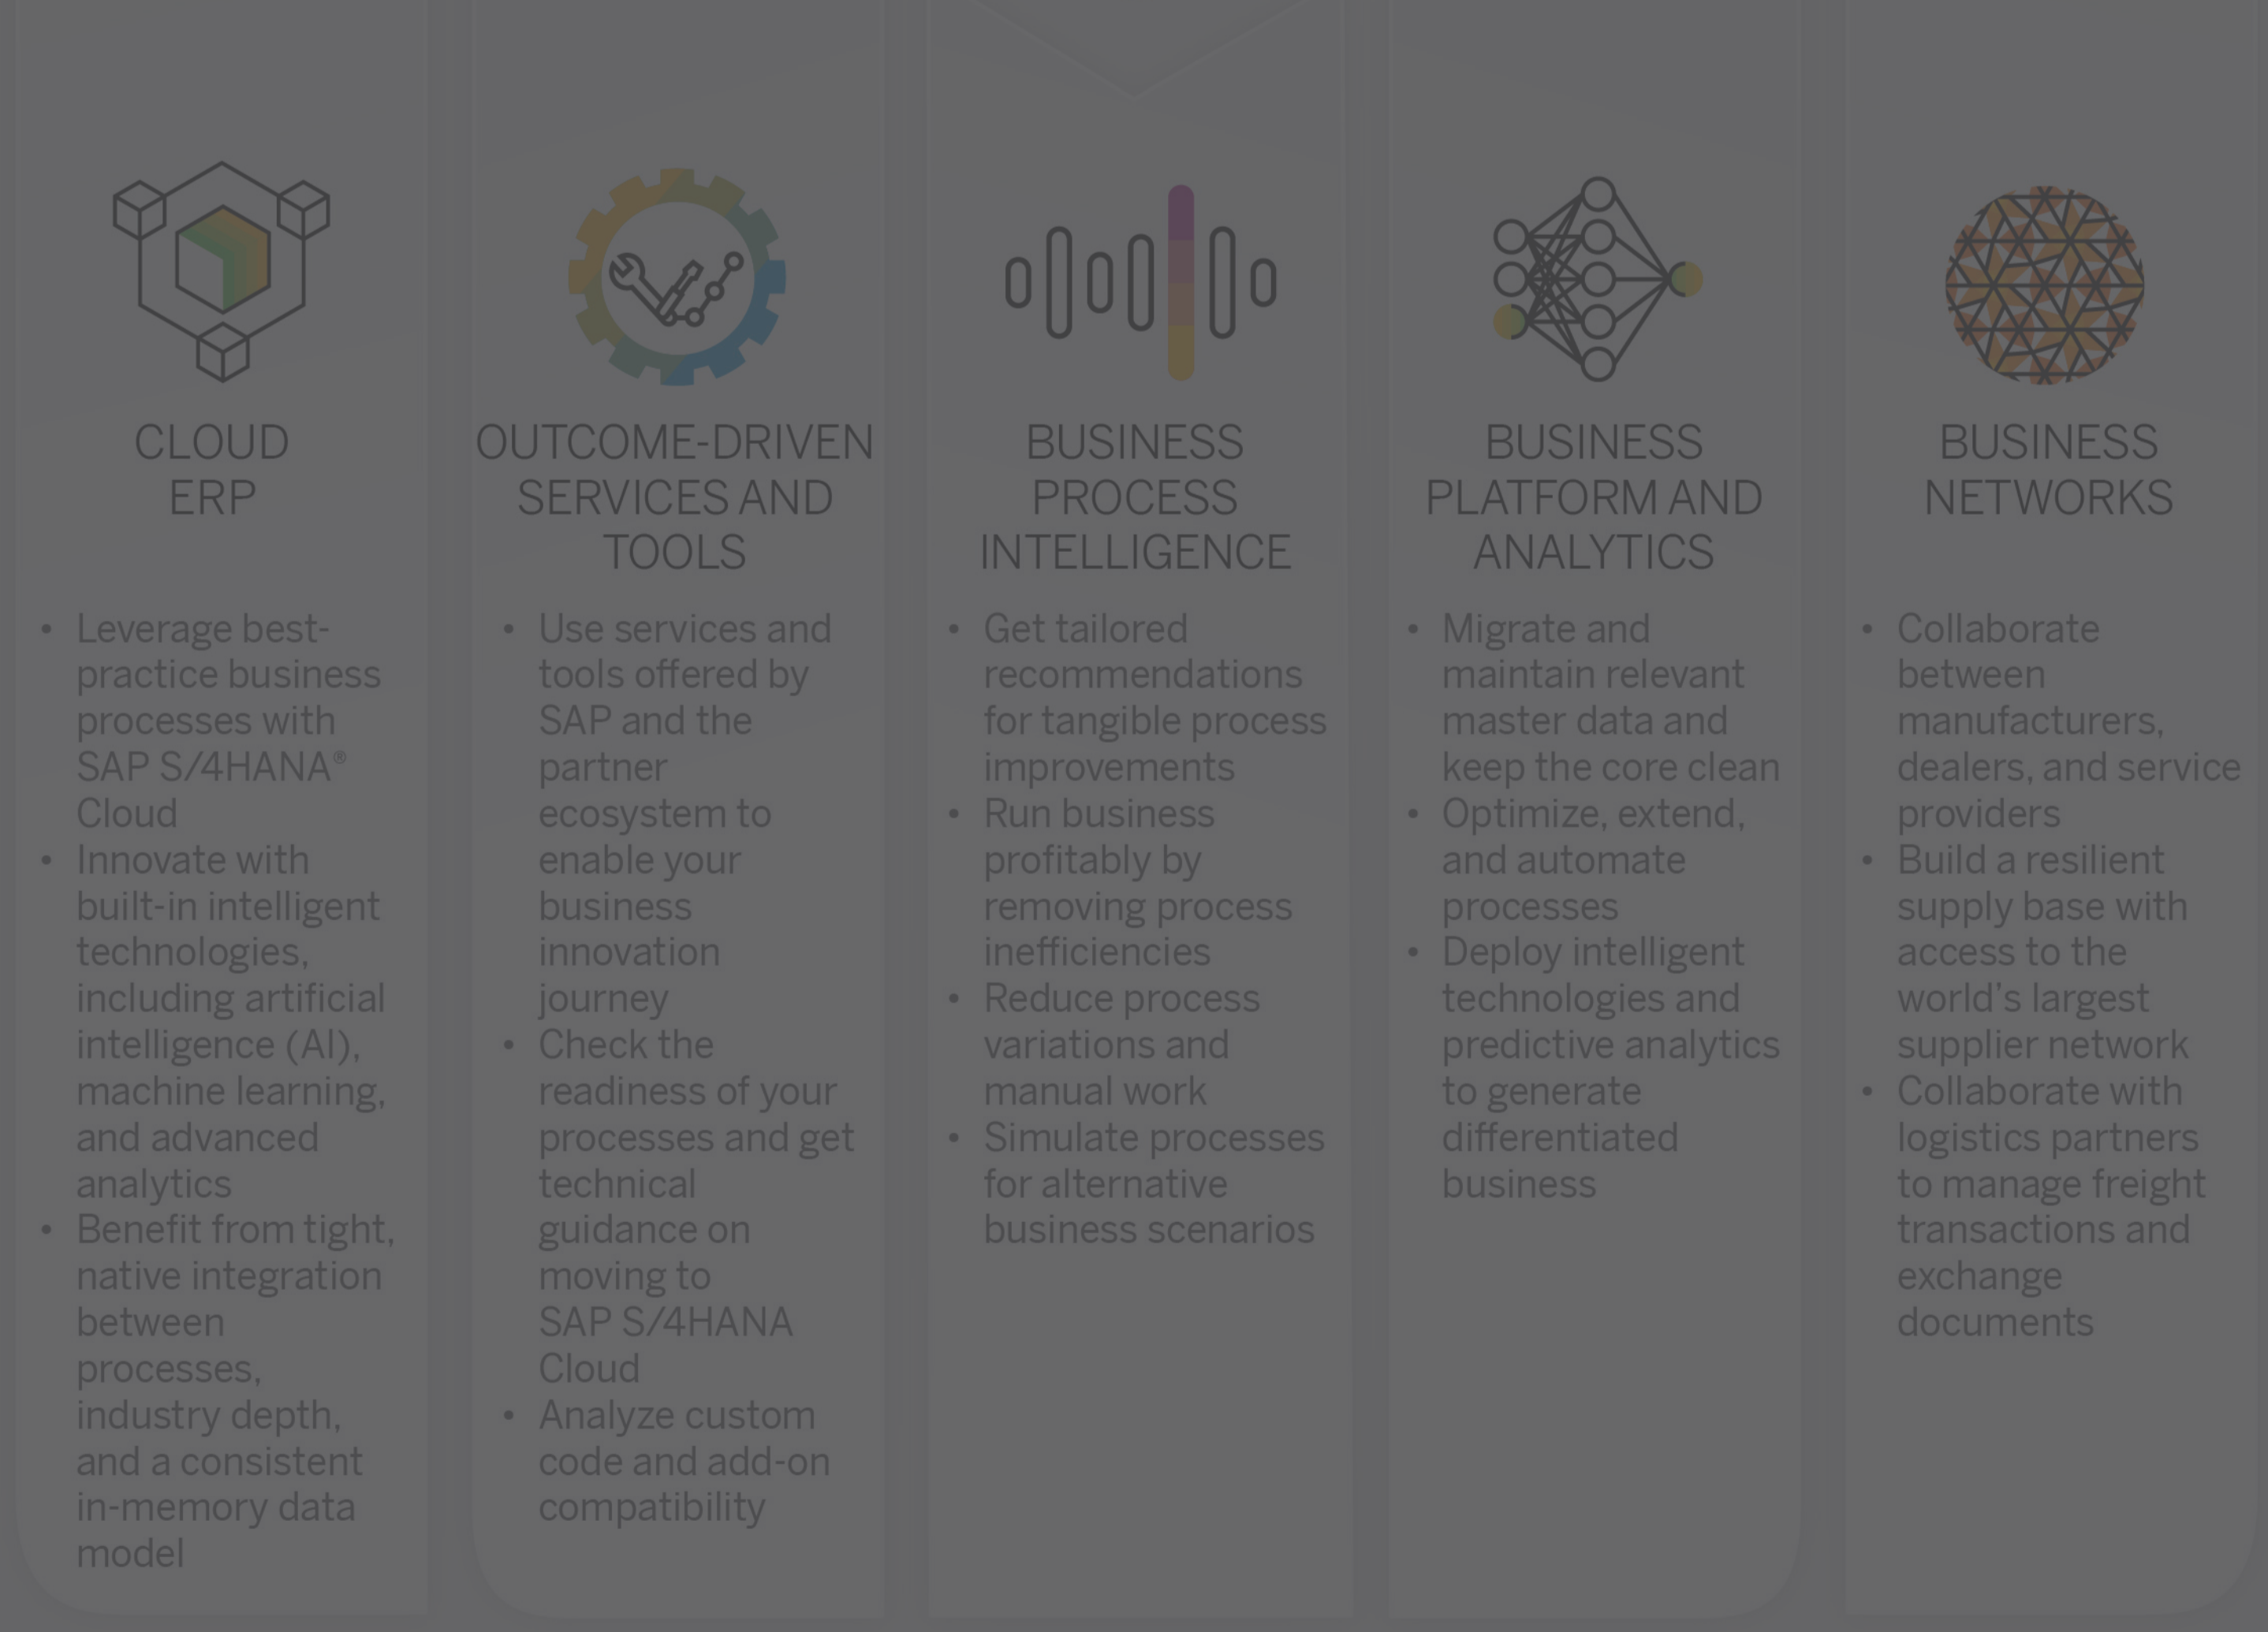 CLOUD
ERP
Leverage best-
practice business
processes with
SAP S/4HANA®
Cloud
Innovate with
built-in intelligent
technologies,
including artificial
intelligence (AI),
machine learning,
and advanced
analytics
Benefit from tight,
native integration
between
processes,
industry depth,
and a consistent
in-memory data
model
OUTCOME-DRIVEN
SERVICES AND
TOOLS
Use services and
tools offered by
SAP and the
partner
ecosystem to
enable your
business
innovation
journey
Check the
readiness of your
processes and get
technical
guidance on
moving to
SAP S/4HANA
Cloud
Analyze custom
code and add-on
compatibility
BUSINESS
PROCESS
INTELLIGENCE
Get tailored
recommendations
for tangible process
improvements
Run business
profitably by
removing process
inefficiencies
Reduce process
variations and
manual work
Simulate processes
for alternative
business scenarios
BUSINESS
PLATFORM AND
ANALYTICS
Migrate and
maintain relevant
master data and
keep the core clean
Optimize, extend,
and automate
processes
Deploy intelligent
technologies and
predictive analytics
to generate
differentiated
business
BUSINESS
NETWORKS
Collaborate
between
manufacturers,
dealers, and service
providers
Build a resilient
supply base with
access to the
world's largest
supplier network
Collaborate with
logistics partners
to manage freight
transactions and
exchange
documents